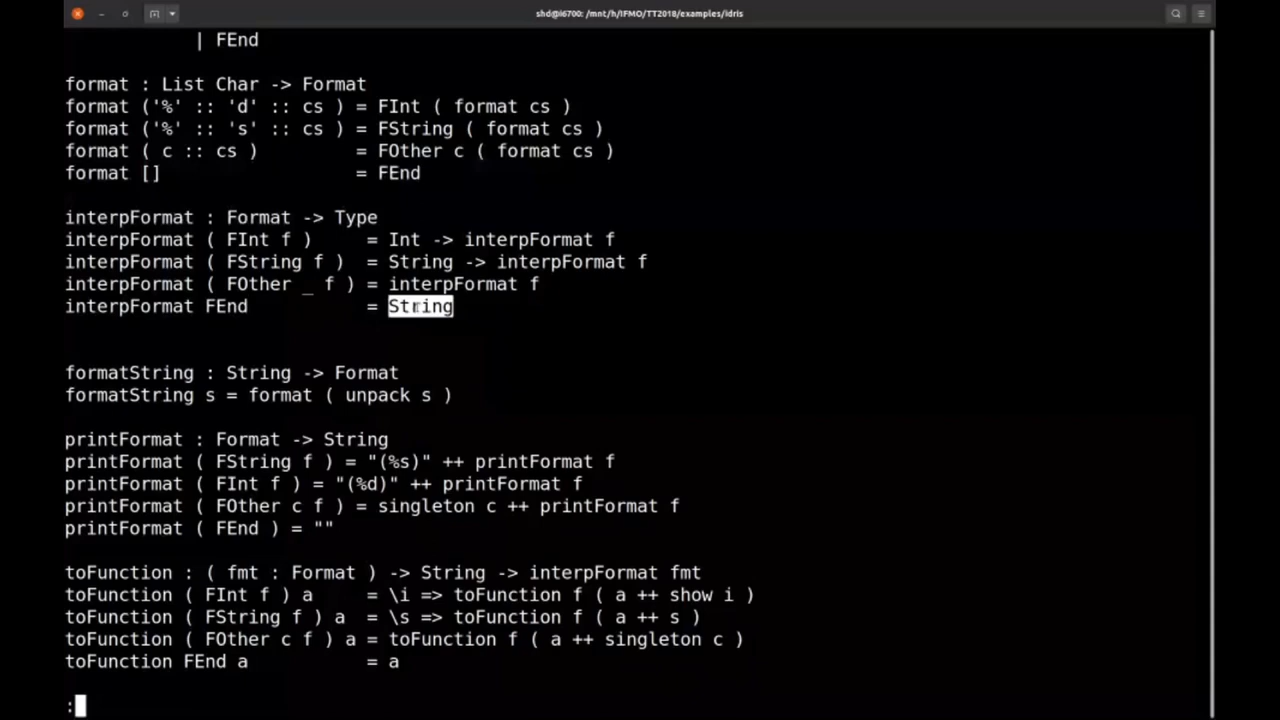 shd@i6700: /mnt/h/IFMO/TT2018/examples/idris
| FEnd
format : List Char -> Format
format ('%' :: 'd' :: cs ) = FInt ( format cs )
format ('%' :: 's' :: cs ) = FString ( format cs )
format ( c :: cs )         = FOther c ( format cs )
format []                  = FEnd
interpFormat : Format -> Type
interpFormat ( FInt f )     = Int -> interpFormat f
interpFormat ( FString f )  = String -> interpFormat f
interpFormat ( FOther _ f ) = interpFormat f
interpFormat FEnd           = String
formatString : String -> Format
formatString s = format ( unpack s )
printFormat : Format -> String
printFormat ( FString f ) = "(%s)" ++ printFormat f
printFormat ( FInt f ) = "(%d)" ++ printFormat f
printFormat ( FOther c f ) = singleton c ++ printFormat f
printFormat ( FEnd ) = ""
toFunction : ( fmt : Format ) -> String -> interpFormat fmt
toFunction ( FInt f ) a     = \i => toFunction f ( a ++ show i )
toFunction ( FString f ) a  = \s => toFunction f ( a ++ s )
toFunction ( FOther c f ) a = toFunction f ( a ++ singleton c )
toFunction FEnd a           = a
: